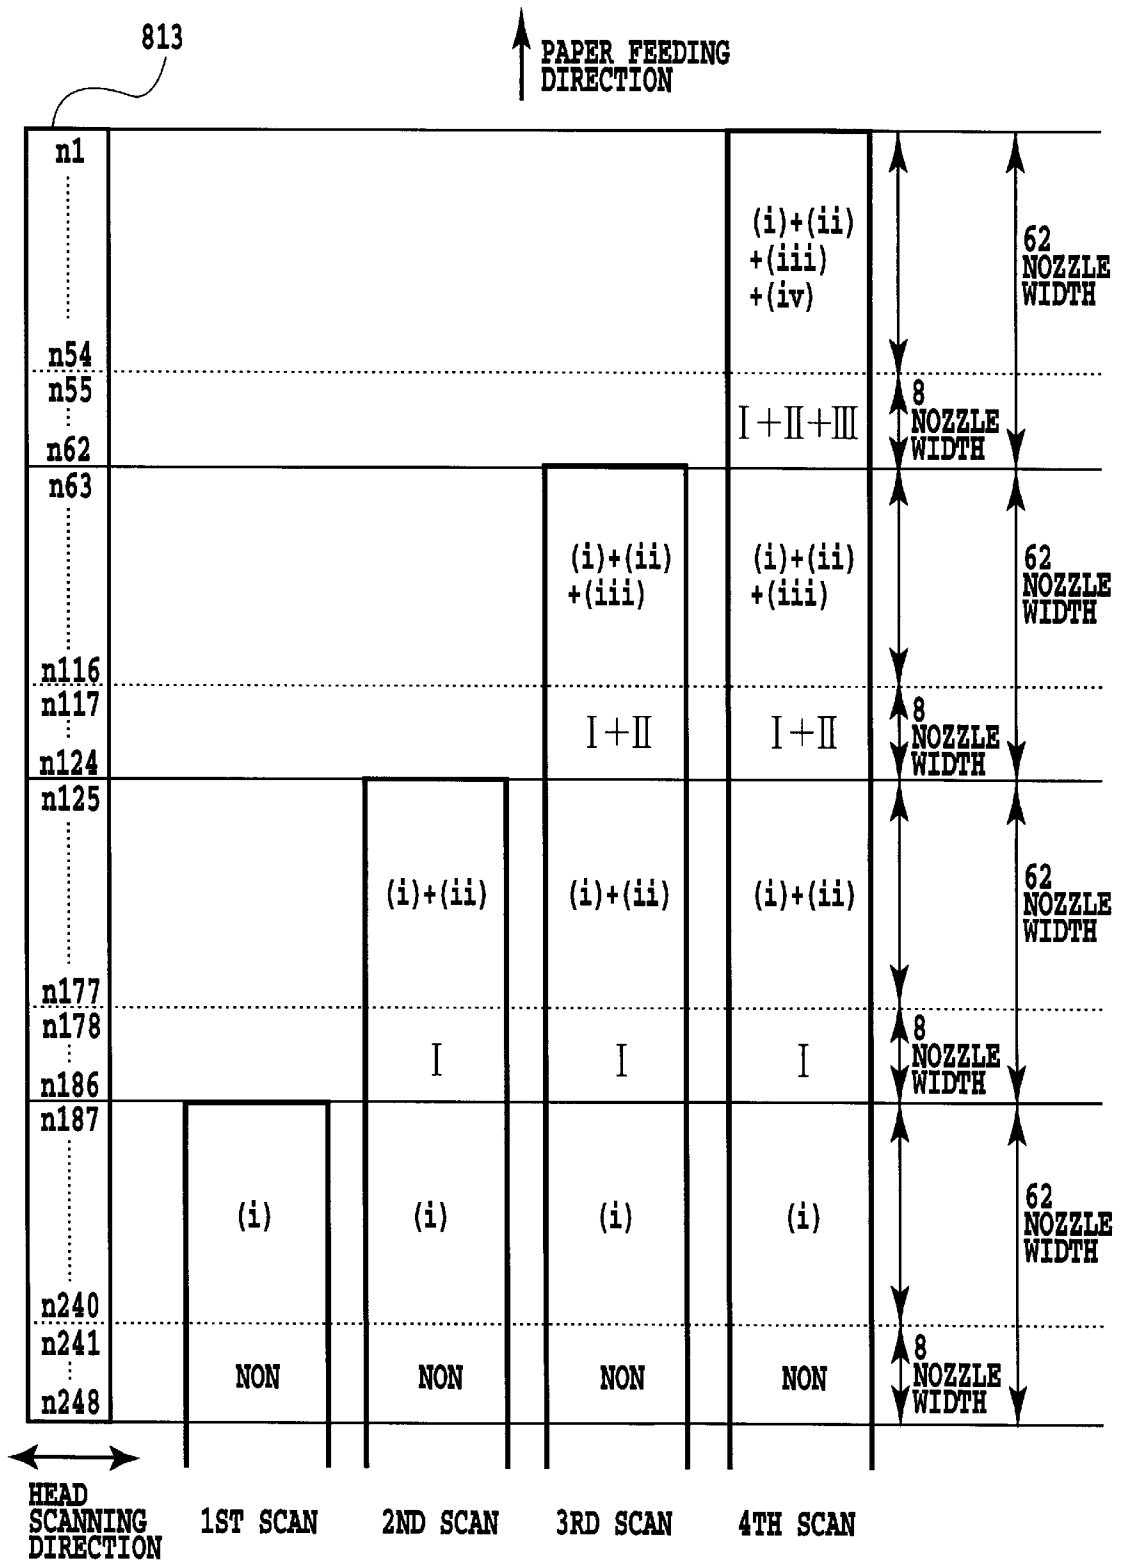 813
PAPER FEEDING
DIRECTION
n1
(i)+(ii)
+(iii)
+(iv)
62
NOZZLE
WIDTH
n54
n55
8
NOZZLE
WIDTH
I+II+III
n62
n63
(i)+(ii)
+(iii)
(i)+(ii)
+(iii)
62
NOZZLE
WIDTH
n116
n117
I+II
I+II
8
NOZZLE
WIDTH
n124
n125
(i)+(ii)
(i)+(ii)
(i)+(ii)
62
NOZZLE
WIDTH
n177
n178
I
I
I
8
NOZZLE
WIDTH
n186
n187
(i)
(i)
(i)
(i)
62
NOZZLE
WIDTH
n240
n241
NON
NON
NON
NON
8
NOZZLE
WIDTH
n248
HEAD
SCANNING
DIRECTION
1ST SCAN
2ND SCAN
3RD SCAN
4TH SCAN